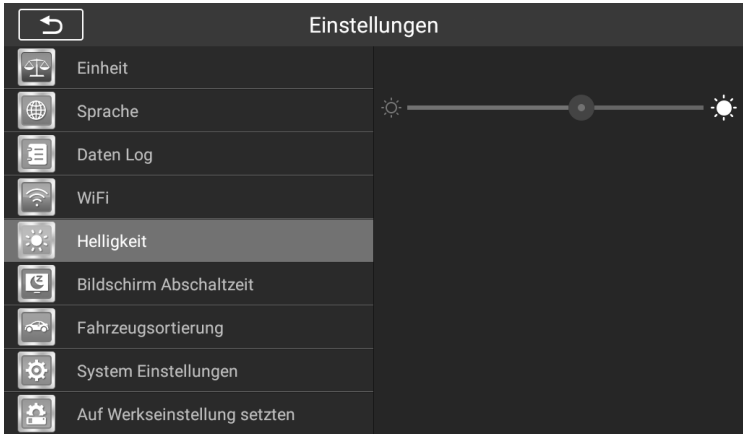 Einstellungen
Einheit
Sprache
Daten Log
WiFi
Helligkeit
Bildschirm Abschaltzeit
Fahrzeugsortierung
System Einstellungen
Auf Werkseinstellung setzten